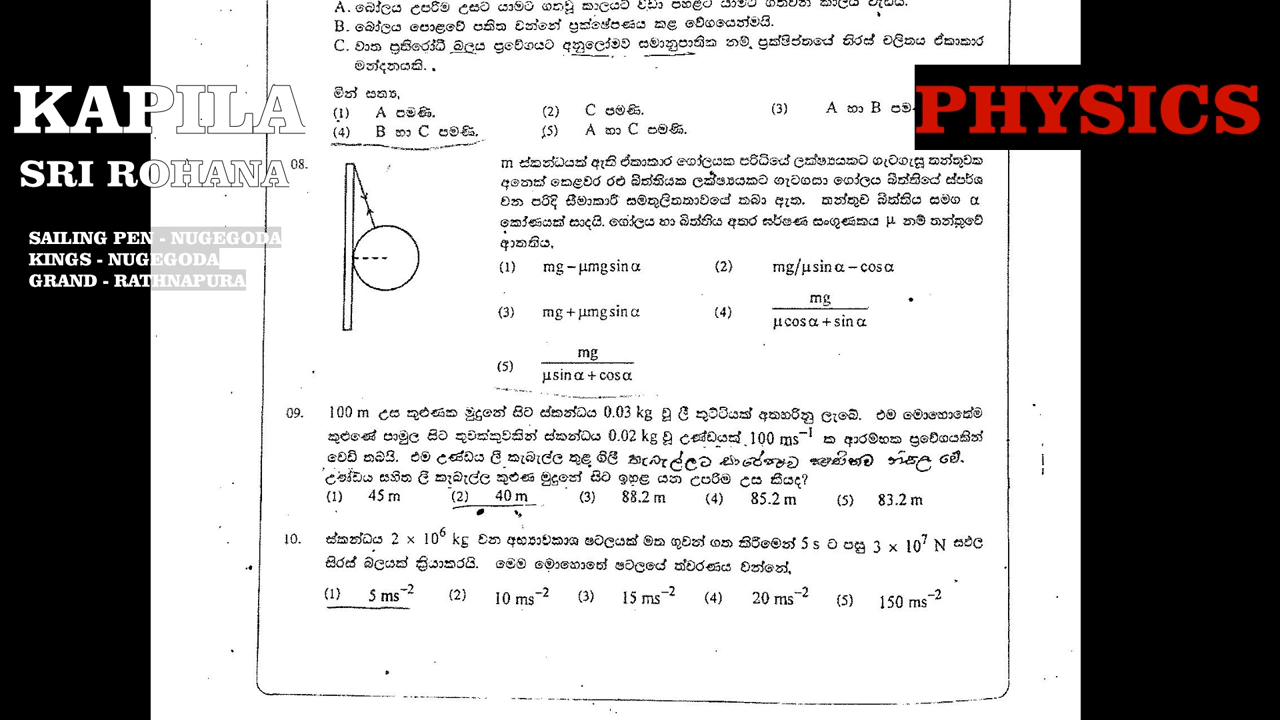 A. බෝලය උපරිම උසට යාමට ගතවූ කාලයට වඩා පහළට යාමට ගතවන කාලය වැඩිය.
B. බෝලය පොළවේ පතිත වන්නේ ප්‍රක්ෂේපණය කළ වේගයෙන්මයි.
C. වාත ප්‍රතිරෝධී බලය ප්‍රවේගයට අනුලෝමව සමානුපාතික නම් ප්‍රක්ෂිප්තයේ තිරස් චලිතය ඒකාකාර
මන්දනයකි.
මින් සත්‍ය,
(1) A පමණි. (2) C පමණි. (3) A හා B පම
(4) B හා C පමණි. (5) A හා C පමණි.
KAPILA
SRI ROHANA
PHYSICS
SAILING PEN - NUGEGODA
KINGS - NUGEGODA
GRAND - RATHNAPURA
08. m ස්කන්ධයක් ඇති ඒකාකාර ගෝලයක පරිධියේ ලක්ෂ්‍යයකට ගැටගැසූ තන්තුවක
අනෙක් කෙළවර රළු බිත්තියක ලක්ෂ්‍යයකට ගැටගසා ගෝලය බිත්තියේ ස්පර්ශ
වන පරිදි සීමාකාරී සමතුලිතතාවයේ තබා ඇත. තන්තුව බිත්තිය සමග α
කෝණයක් සාදයි. ගෝලය හා බිත්තිය අතර ඝර්ෂණ සංගුණකය μ නම් තන්තුවේ
ආතතිය,
(1) mg – μmg sin α (2) mg/μ sin α – cos α
(3) mg + μmg sin α (4) mg / μ cos α + sin α
(5) mg / μ sin α + cos α
09. 100 m උස කුළුණක මුදුනේ සිට ස්කන්ධය 0.03 kg වූ ලී කුට්ටියක් අතහරිනු ලැබේ. එම මොහොතේම
කුළුණේ පාමුල සිට තුවක්කුවකින් ස්කන්ධය 0.02 kg වූ උණ්ඩයක් 100 ms⁻¹ ක ආරම්භක ප්‍රවේගයකින්
වෙඩි තබයි. එම උණ්ඩය ලී කැබැල්ල තුළ ගිලී කැබැල්ලට සාපේක්ෂව ක්ෂණිකව නිසල වේ.
උණ්ඩය සහිත ලී කෑබැල්ල කුළුණ මුදුනේ සිට ඉහළ යන උපරිම උස කීයද?
(1) 45 m (2) 40 m (3) 88.2 m (4) 85.2 m (5) 83.2 m
10. ස්කන්ධය 2 × 10⁶ kg වන අභ්‍යාවකාශ ෂටලයක් මත ගුවන් ගත කිරීමෙන් 5 s ට පසු 3 × 10⁷ N සඵල
සිරස් බලයක් ක්‍රියාකරයි. මෙම මොහොතේ ෂටලයේ ත්වරණය වන්නේ,
(1) 5 ms⁻² (2) 10 ms⁻² (3) 15 ms⁻² (4) 20 ms⁻² (5) 150 ms⁻²